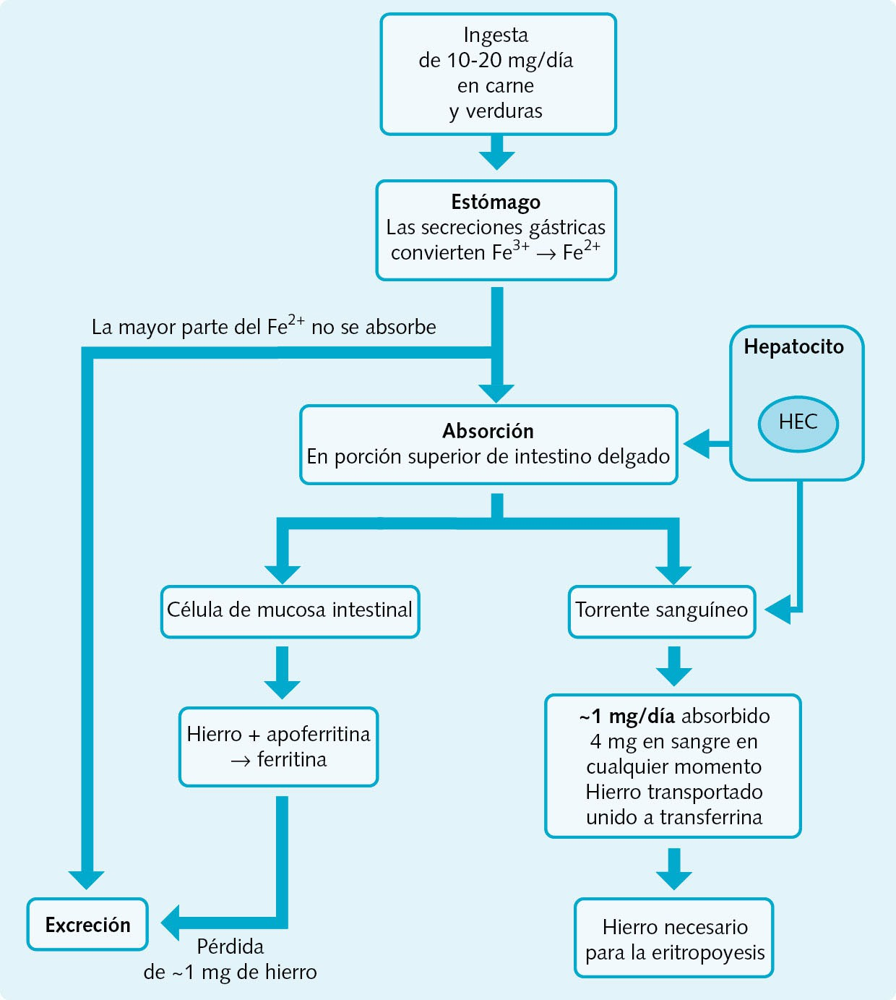 Ingesta
de 10-20 mg/día
en carne
y verduras
Estómago
Las secreciones gástricas
convierten Fe³⁺ → Fe²⁺
La mayor parte del Fe²⁺ no se absorbe
Hepatocito
HEC
Absorción
En porción superior de intestino delgado
Célula de mucosa intestinal
Torrente sanguíneo
Hierro + apoferritina
→ ferritina
~1 mg/día absorbido
4 mg en sangre en
cualquier momento
Hierro transportado
unido a transferrina
Excreción
Pérdida
de ~1 mg de hierro
Hierro necesario
para la eritropoyesis